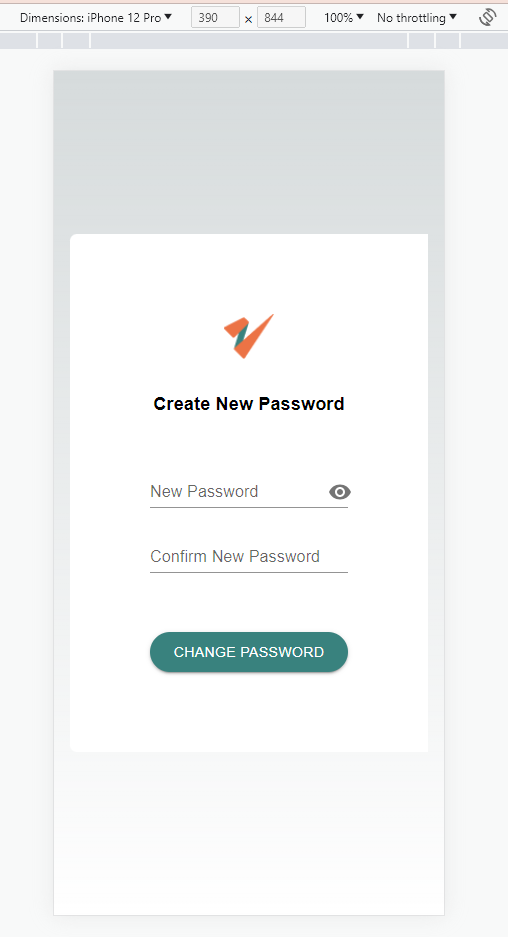 Dimensions: iPhone 12 Pro 390 × 844 100% No throttling
Create New Password
New Password
Confirm New Password
CHANGE PASSWORD